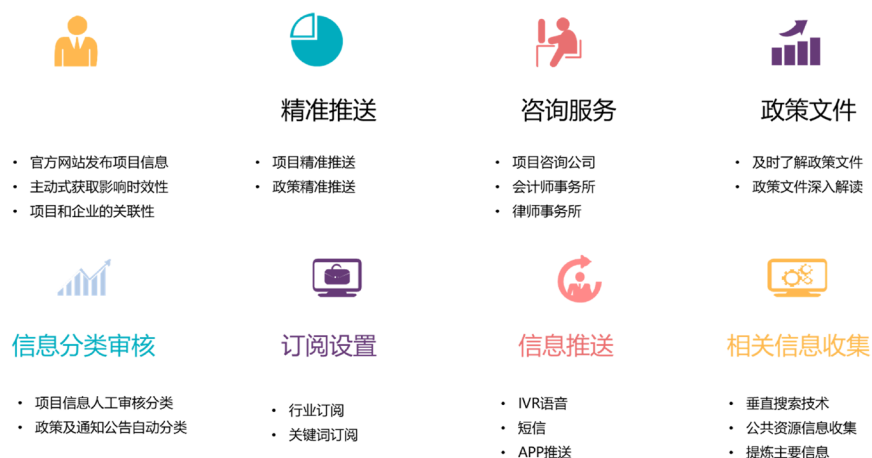 精准推送
咨询服务
政策文件
• 官方网站发布项目信息
• 主动式获取影响时效性
• 项目和企业的关联性
• 项目精准推送
• 政策精准推送
• 项目咨询公司
• 会计师事务所
• 律师事务所
• 及时了解政策文件
• 政策文件深入解读
信息分类审核
订阅设置
信息推送
相关信息收集
• 项目信息人工审核分类
• 政策及通知公告自动分类
• 行业订阅
• 关键词订阅
• IVR语音
• 短信
• APP推送
• 垂直搜索技术
• 公共资源信息收集
• 提炼主要信息